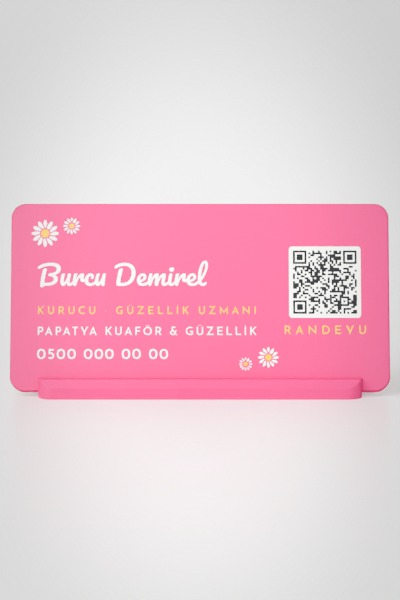 Burcu Demirel
KURUCU · GÜZELLİK UZMANI
PAPATYA KUAFÖR & GÜZELLİK
0500 000 00 00
RANDEVU